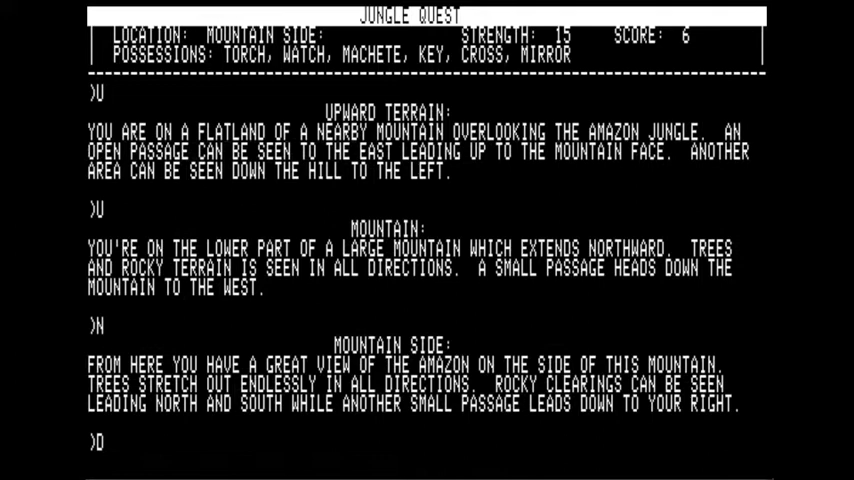 JUNGLE QUEST
LOCATION: MOUNTAIN SIDE: STRENGTH: 15 SCORE: 6
POSSESSIONS: TORCH, WATCH, MACHETE, KEY, CROSS, MIRROR
>U
UPWARD TERRAIN:
YOU ARE ON A FLATLAND OF A NEARBY MOUNTAIN OVERLOOKING THE AMAZON JUNGLE. AN
OPEN PASSAGE CAN BE SEEN TO THE EAST LEADING UP TO THE MOUNTAIN FACE. ANOTHER
AREA CAN BE SEEN DOWN THE HILL TO THE LEFT.
>U
MOUNTAIN:
YOU'RE ON THE LOWER PART OF A LARGE MOUNTAIN WHICH EXTENDS NORTHWARD. TREES
AND ROCKY TERRAIN IS SEEN IN ALL DIRECTIONS. A SMALL PASSAGE HEADS DOWN THE
MOUNTAIN TO THE WEST.
>N
MOUNTAIN SIDE:
FROM HERE YOU HAVE A GREAT VIEW OF THE AMAZON ON THE SIDE OF THIS MOUNTAIN.
TREES STRETCH OUT ENDLESSLY IN ALL DIRECTIONS. ROCKY CLEARINGS CAN BE SEEN
LEADING NORTH AND SOUTH WHILE ANOTHER SMALL PASSAGE LEADS DOWN TO YOUR RIGHT.
>D